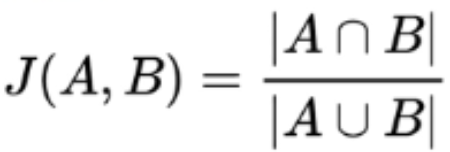 J(A, B) = |A ∩ B| / |A ∪ B|